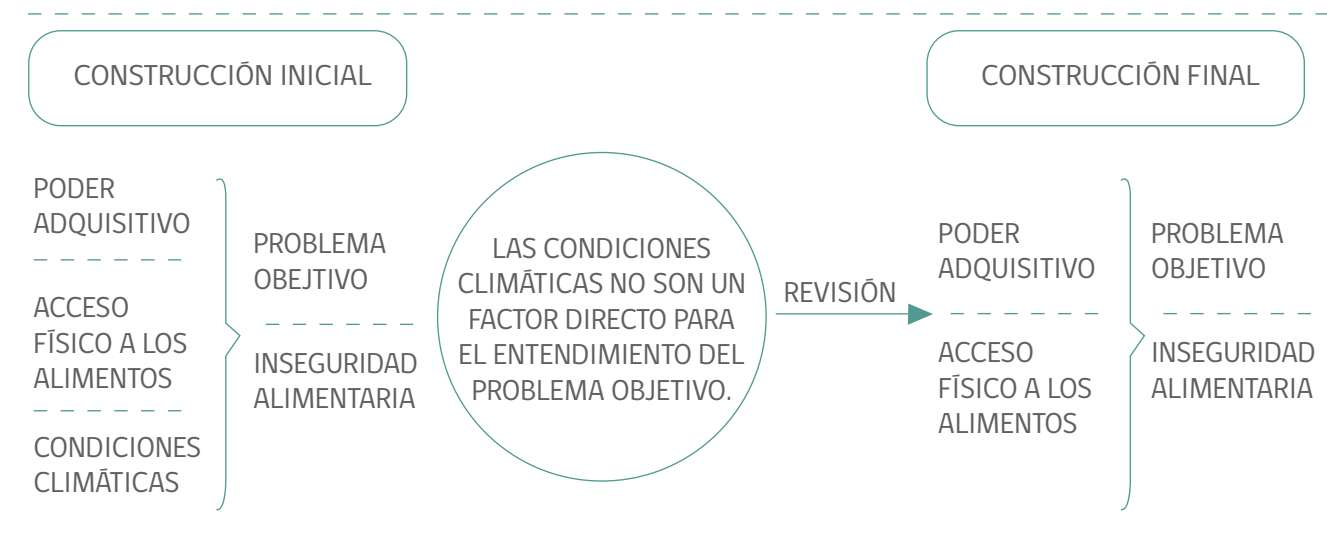 CONSTRUCCIÓN INICIAL
PODER
ADQUISITIVO
ACCESO
FÍSICO A LOS
ALIMENTOS
CONDICIONES
CLIMÁTICAS
PROBLEMA
OBEJTIVO
INSEGURIDAD
ALIMENTARIA
LAS CONDICIONES
CLIMÁTICAS NO SON UN
FACTOR DIRECTO PARA
EL ENTENDIMIENTO DEL
PROBLEMA OBJETIVO.
REVISIÓN
CONSTRUCCIÓN FINAL
PODER
ADQUISITIVO
ACCESO
FÍSICO A LOS
ALIMENTOS
PROBLEMA
OBJETIVO
INSEGURIDAD
ALIMENTARIA